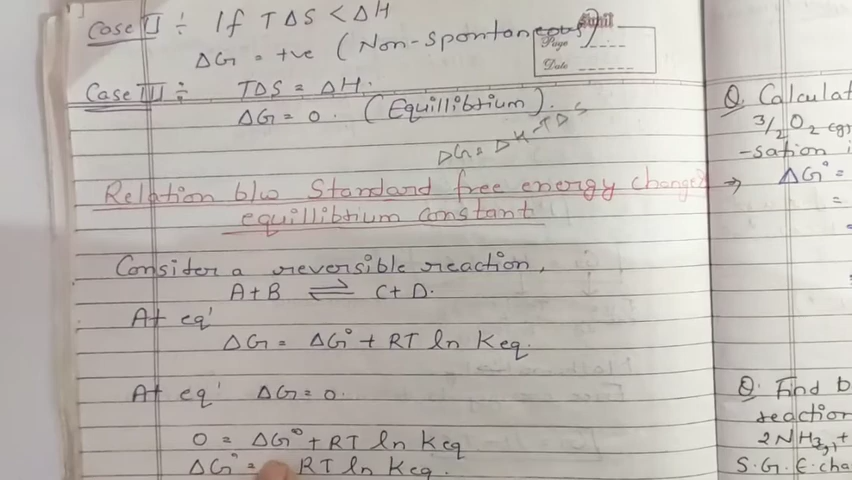 Case II ÷ If TΔS < ΔH
ΔG = +ve (Non-spontaneous)
Page
Date
Case III ÷ TΔS = ΔH.
ΔG = 0. (Equillibrium).
ΔG = ΔH - TΔS
Relation b/w Standard free energy change &
equillibrium constant
Consider a reversible reaction,
A+B ⇌ C+D.
At eqⁿ
ΔG = ΔG° + RT ln Keq.
At eqⁿ ΔG = 0.
0 = ΔG° + RT ln Keq
ΔG° = RT ln Keq.
Q. Calculat
3/2 O2
-sation i
⇒ ΔG° =
=
Q. Find
reaction
2NH3
S.G.E. cha